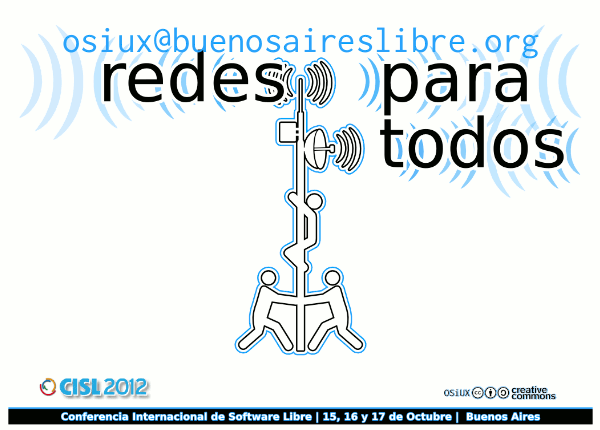 osiux@buenosaireslibre.org
redes para
todos
CISL 2012
osiux cc creative commons
Conferencia Internacional de Software Libre | 15, 16 y 17 de Octubre | Buenos Aires